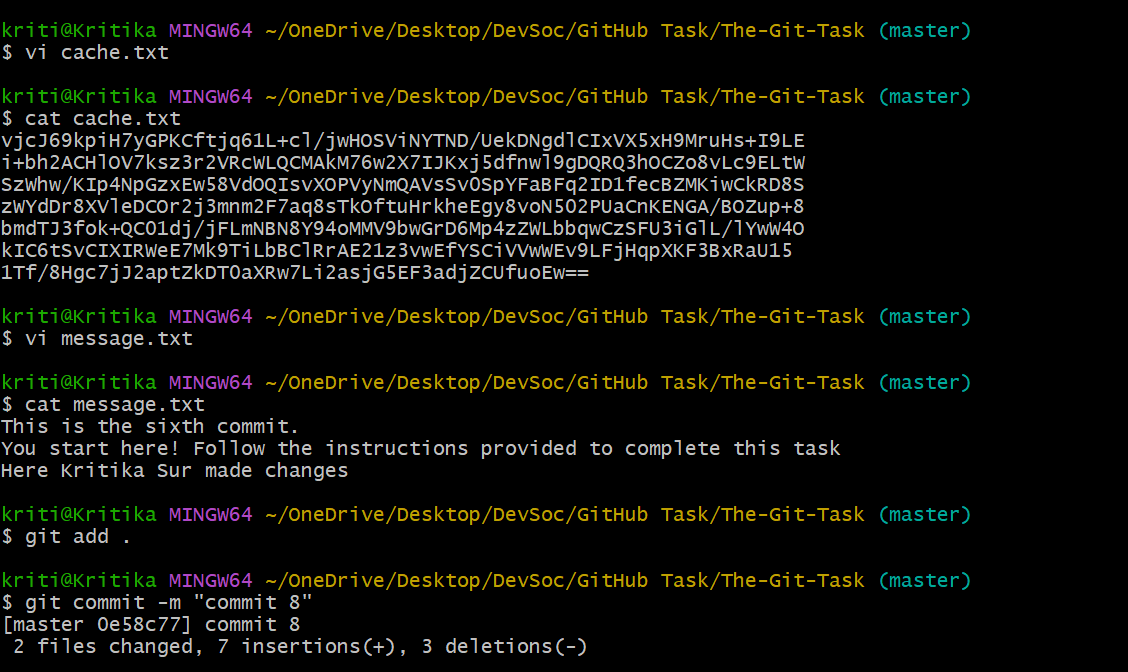 kriti@Kritika MINGW64 ~/OneDrive/Desktop/DevSoc/GitHub Task/The-Git-Task (master)
$ vi cache.txt
kriti@Kritika MINGW64 ~/OneDrive/Desktop/DevSoc/GitHub Task/The-Git-Task (master)
$ cat cache.txt
vjcJ69kpiH7yGPKCftjq61L+cl/jwHOSViNYTND/UekDNgdlCIxVX5xH9MruHs+I9LE
i+bh2ACHlOV7ksz3r2VRcWLQCMAkM76w2X7IJKxj5dfnwl9gDQRQ3hOCZo8vLc9ELtW
SzWhw/KIp4NpGzxEw58VdOQIsvXOPVyNmQAVsSvOSpYFaBFq2ID1fecBZMKiwCkRD8S
zWYdDr8XVleDCOr2j3mnm2F7aq8sTkOftuHrkheEgy8voN5O2PUaCnKENGA/BOZup+8
bmdTJ3fok+QCO1dj/jFLmNBN8Y94oMMV9bwGrD6Mp4zZWLbbqwCzSFU3iGlL/lYwW4O
kIC6tSvCIXIRWeE7Mk9TiLbBClRrAE21z3vwEfYSCiVVwWEv9LFjHqpXKF3BxRaU15
1Tf/8Hgc7jJ2aptZkDT0aXRw7Li2asjG5EF3adjZCUfuoEw==
kriti@Kritika MINGW64 ~/OneDrive/Desktop/DevSoc/GitHub Task/The-Git-Task (master)
$ vi message.txt
kriti@Kritika MINGW64 ~/OneDrive/Desktop/DevSoc/GitHub Task/The-Git-Task (master)
$ cat message.txt
This is the sixth commit.
You start here! Follow the instructions provided to complete this task
Here Kritika Sur made changes
kriti@Kritika MINGW64 ~/OneDrive/Desktop/DevSoc/GitHub Task/The-Git-Task (master)
$ git add .
kriti@Kritika MINGW64 ~/OneDrive/Desktop/DevSoc/GitHub Task/The-Git-Task (master)
$ git commit -m "commit 8"
[master 0e58c77] commit 8
2 files changed, 7 insertions(+), 3 deletions(-)